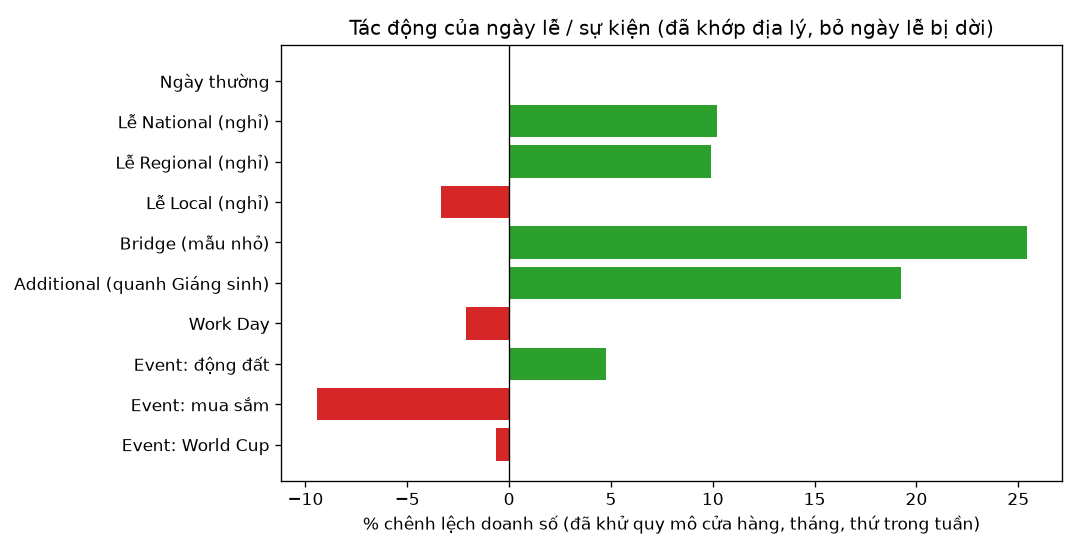 Tác động của ngày lễ / sự kiện (đã khớp địa lý, bỏ ngày lễ bị dời)
Ngày thường
Lễ National (nghỉ)
Lễ Regional (nghỉ)
Lễ Local (nghỉ)
Bridge (mẫu nhỏ)
Additional (quanh Giáng sinh)
Work Day
Event: động đất
Event: mua sắm
Event: World Cup
−10 −5 0 5 10 15 20 25
% chênh lệch doanh số (đã khử quy mô cửa hàng, tháng, thứ trong tuần)